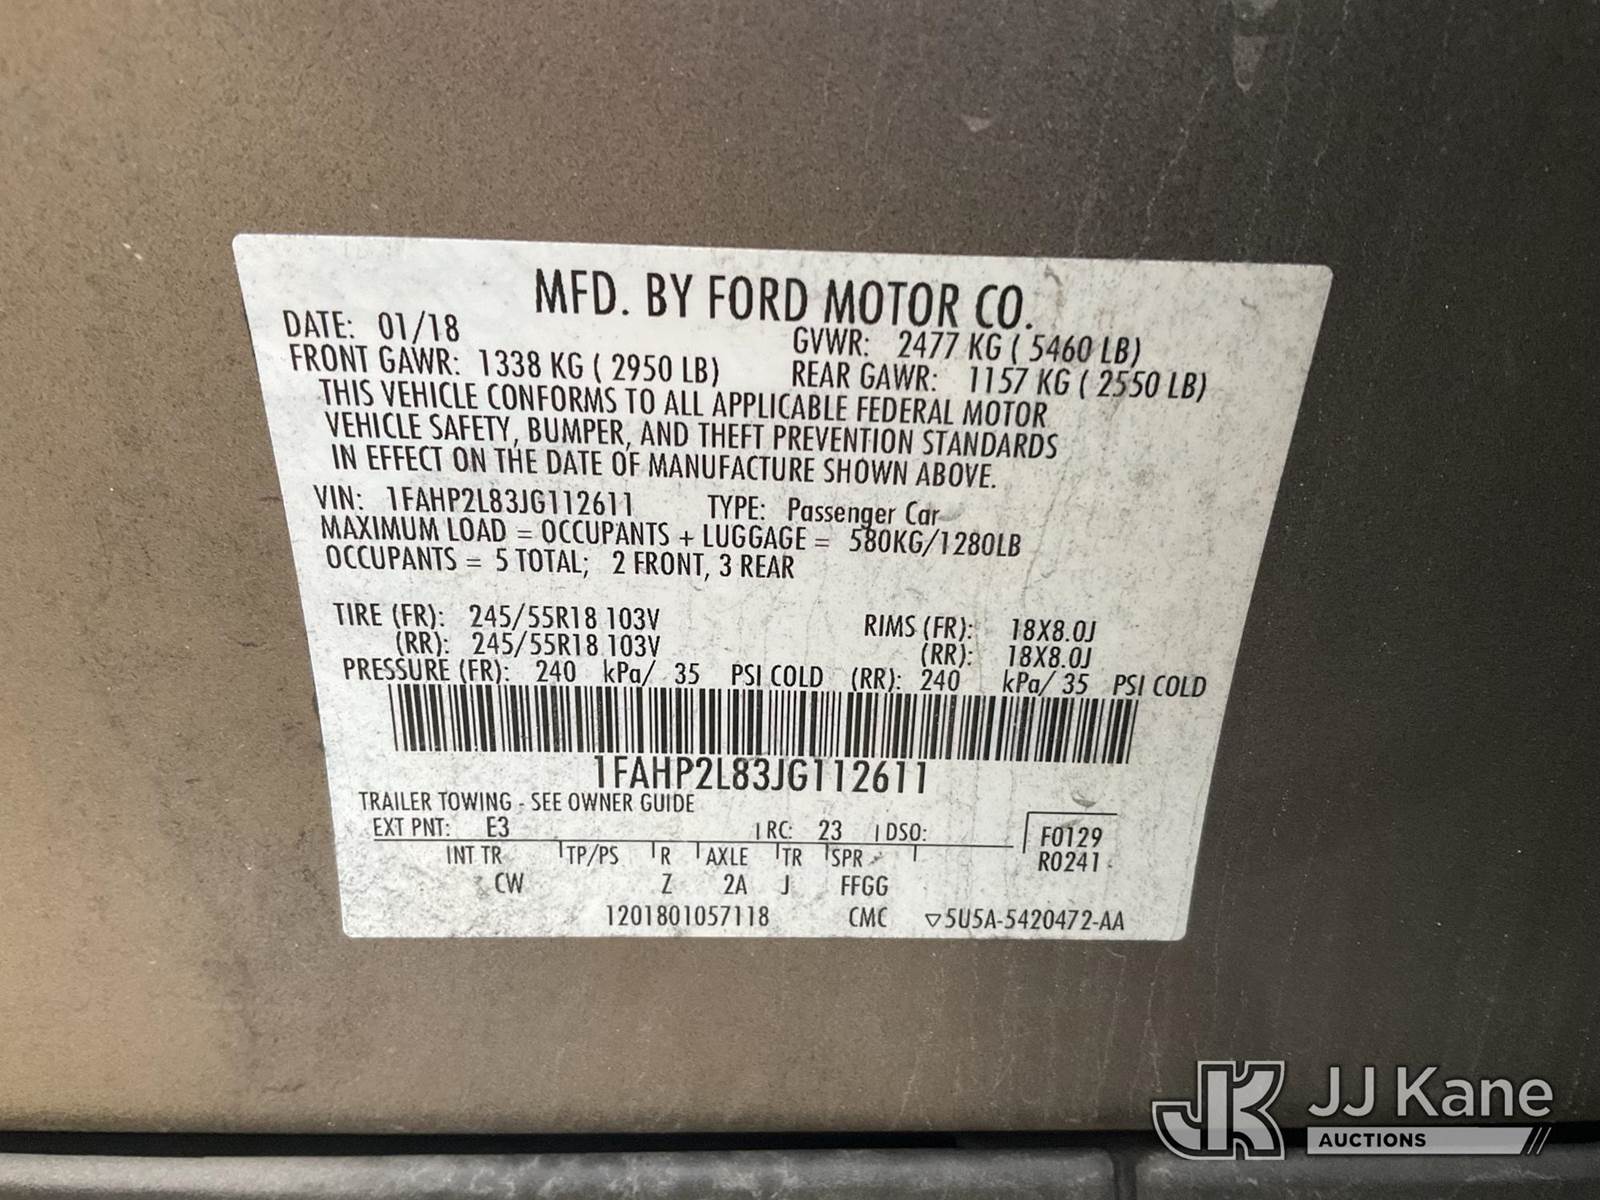 MFD. BY FORD MOTOR CO.
DATE: 01/18 GVWR: 2477 KG ( 5460 LB)
FRONT GAWR: 1338 KG ( 2950 LB) REAR GAWR: 1157 KG ( 2550 LB)
THIS VEHICLE CONFORMS TO ALL APPLICABLE FEDERAL MOTOR
VEHICLE SAFETY, BUMPER, AND THEFT PREVENTION STANDARDS
IN EFFECT ON THE DATE OF MANUFACTURE SHOWN ABOVE.
VIN: 1FAHP2L83JG112611 TYPE: Passenger Car
MAXIMUM LOAD = OCCUPANTS + LUGGAGE = 580KG/1280LB
OCCUPANTS = 5 TOTAL; 2 FRONT, 3 REAR
TIRE (FR): 245/55R18 103V RIMS (FR): 18X8.0J
(RR): 245/55R18 103V (RR): 18X8.0J
PRESSURE (FR): 240 kPa/ 35 PSI COLD (RR): 240 kPa/ 35 PSI COLD
1FAHP2L83JG112611
TRAILER TOWING - SEE OWNER GUIDE
EXT PNT: E3 RC: 23 DSO: F0129
INT TR TP/PS R AXLE TR SPR R0241
CW Z 2A J FFGG
1201801057118 CMC ▽5U5A-5420472-AA
JK JJ Kane
AUCTIONS